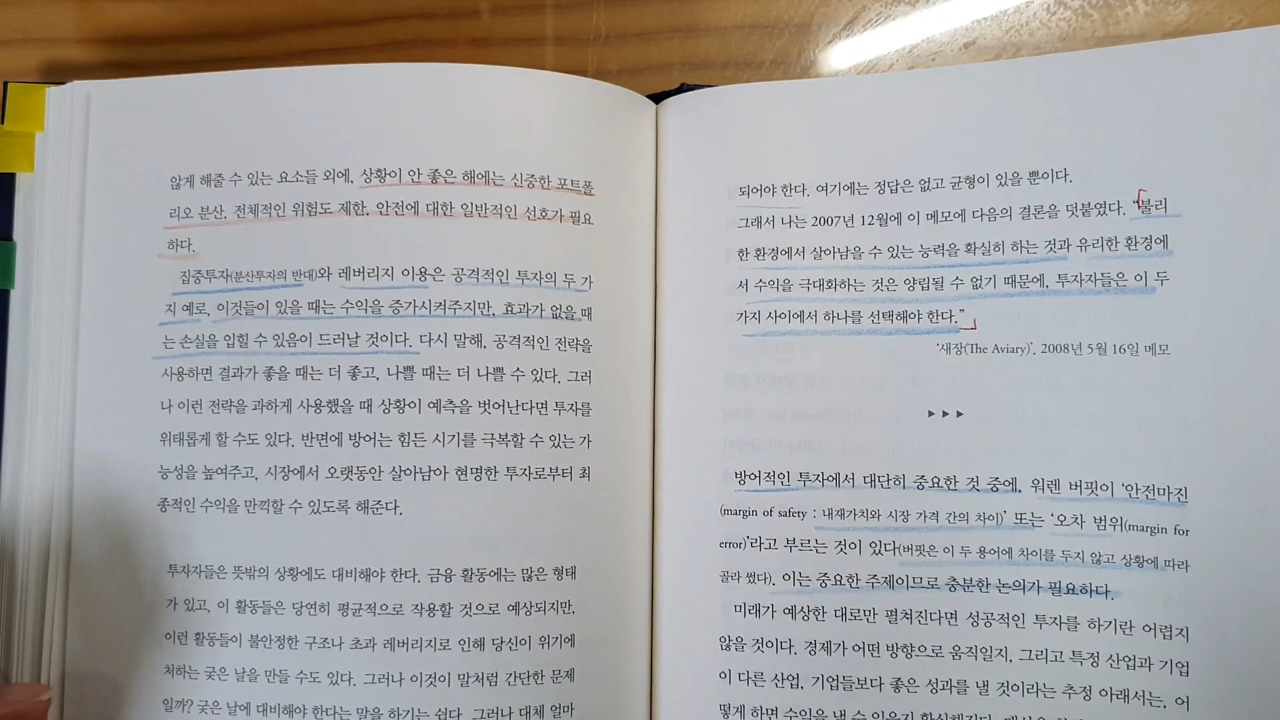 않게 해줄 수 있는 요소들 외에, 상황이 안 좋은 해에는 신중한 포트폴
리오 분산, 전체적인 위험도 제한, 안전에 대한 일반적인 선호가 필요
하다.
집중투자(분산투자의 반대)와 레버리지 이용은 공격적인 투자의 두 가
지 예로, 이것들이 있을 때는 수익을 증가시켜주지만, 효과가 없을 때
는 손실을 입힐 수 있음이 드러날 것이다. 다시 말해, 공격적인 전략을
사용하면 결과가 좋을 때는 더 좋고, 나쁠 때는 더 나쁠 수 있다. 그러
나 이런 전략을 과하게 사용했을 때 상황이 예측을 벗어난다면 투자를
위태롭게 할 수도 있다. 반면에 방어는 힘든 시기를 극복할 수 있는 가
능성을 높여주고, 시장에서 오랫동안 살아남아 현명한 투자로부터 최
종적인 수익을 만끽할 수 있도록 해준다.
투자자들은 뜻밖의 상황에도 대비해야 한다. 금융 활동에는 많은 형태
가 있고, 이 활동들은 당연히 평균적으로 작용할 것으로 예상되지만,
이런 활동들이 불안정한 구조나 초과 레버리지로 인해 당신이 위기에
처하는 궂은 날을 만들 수도 있다. 그러나 이것이 말처럼 간단한 문제
일까? 궂은 날에 대비해야 한다는 말을 하기는 쉽다. 그러나 대체 얼마
되어야 한다. 여기에는 정답은 없고 균형이 있을 뿐이다.
그래서 나는 2007년 12월에 이 메모에 다음의 결론을 덧붙였다. “불리
한 환경에서 살아남을 수 있는 능력을 확실히 하는 것과 유리한 환경에
서 수익을 극대화하는 것은 양립될 수 없기 때문에, 투자자들은 이 두
가지 사이에서 하나를 선택해야 한다.”
‘새장(The Aviary)’, 2008년 5월 16일 메모
▶▶▶
방어적인 투자에서 대단히 중요한 것 중에, 워렌 버핏이 ‘안전마진
(margin of safety : 내재가치와 시장 가격 간의 차이)’ 또는 ‘오차 범위(margin for
error)’라고 부르는 것이 있다(버핏은 이 두 용어에 차이를 두지 않고 상황에 따라
골라 썼다). 이는 중요한 주제이므로 충분한 논의가 필요하다.
미래가 예상한 대로만 펼쳐진다면 성공적인 투자를 하기란 어렵지
않을 것이다. 경제가 어떤 방향으로 움직일지, 그리고 특정 산업과 기업
이 다른 산업, 기업들보다 좋은 성과를 낼 것이라는 추정 아래서는, 어
떻게 하면 수익을 낼 수 있을지